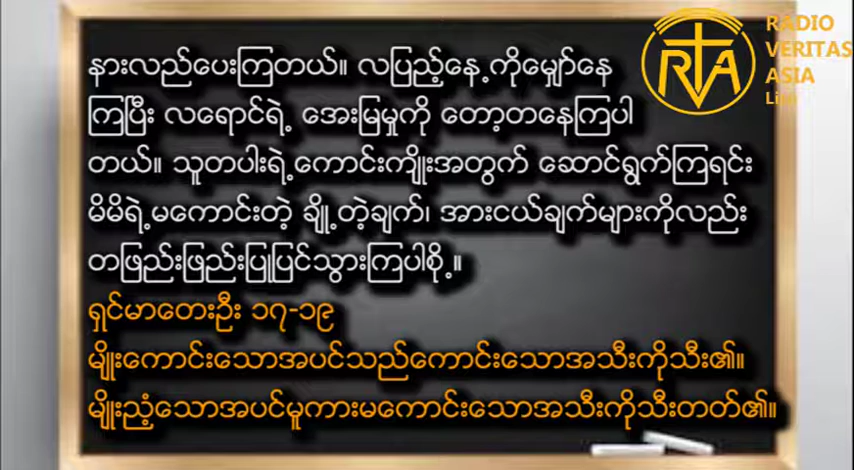 RADIO
VERITAS
ASIA
RVA
နားလည်ပေးကြတယ်။ လပြည့်နေ့ကိုမျှော်နေ
ကြပြီး လရောင်ရဲ့ အေးမြမှုကို တော့တနေကြပါ
တယ်။ သူတပါးရဲ့ကောင်းကျိုးအတွက် ဆောင်ရွက်ကြရင်း
မိမိရဲ့မကောင်းတဲ့ ချို့တဲ့ချက်၊ အားငယ်ချက်များကိုလည်း
တဖြည်းဖြည်းပြုပြင်သွားကြပါစို့။
ရှင်မာတေးဦး ၁၇-၁၉
မျိုးကောင်းသောအပင်သည်ကောင်းသောအသီးကိုသီး၏။
မျိုးညံ့သောအပင်မူကားမကောင်းသောအသီးကိုသီးတတ်၏။